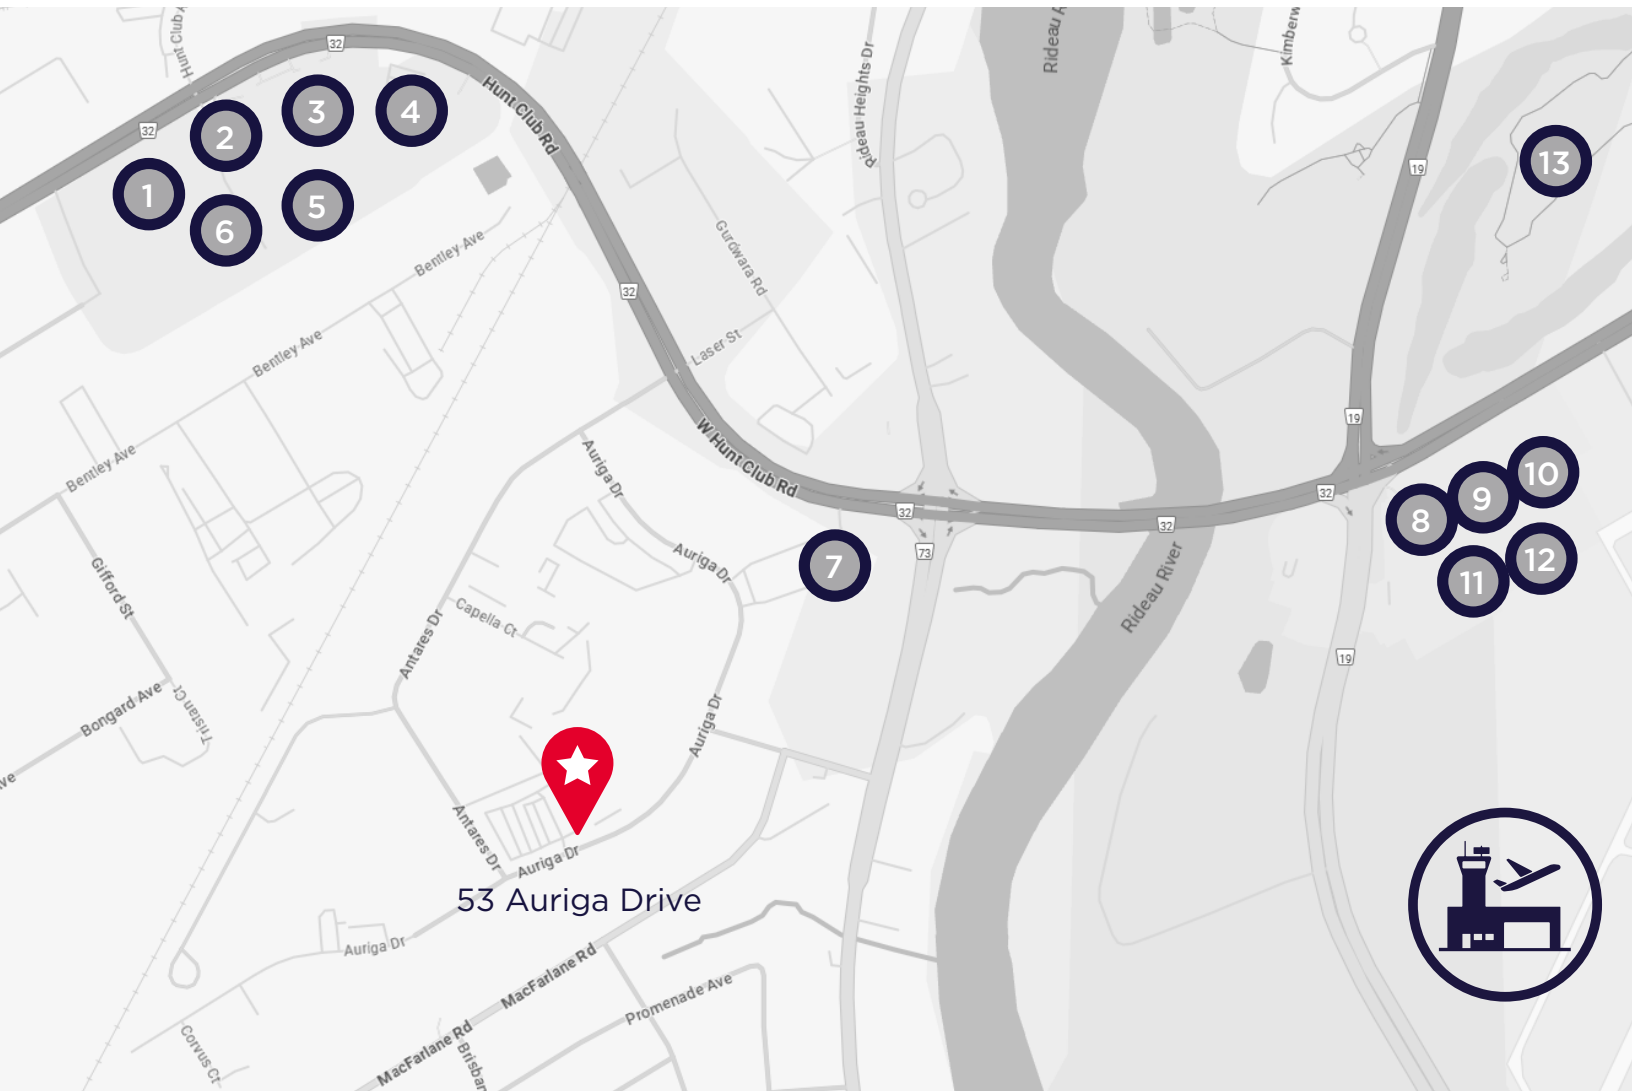 Hunt Club
32
Rideau Heights Dr
Rideau
Kimberw
32
1
2
3
4
5
6
Hunt Club Rd
19
13
Bentley Ave
Gurdwara Rd
32
Laser St
Bentley Ave
19
Bentley Ave
W Hunt Club Rd
Auriga Dr
32
73
32
32
7
8
9
10
11
12
Auriga Dr
Gifford St
Capella Ct
Antares Dr
Rideau River
19
Bongard Ave
Tristan Ct
Auriga Dr
ve
Antares Dr
Auriga Dr
53 Auriga Drive
Auriga Dr
MacFarlane Rd
Promenade Ave
Corvus Ct
MacFarlane Rd
Brisba